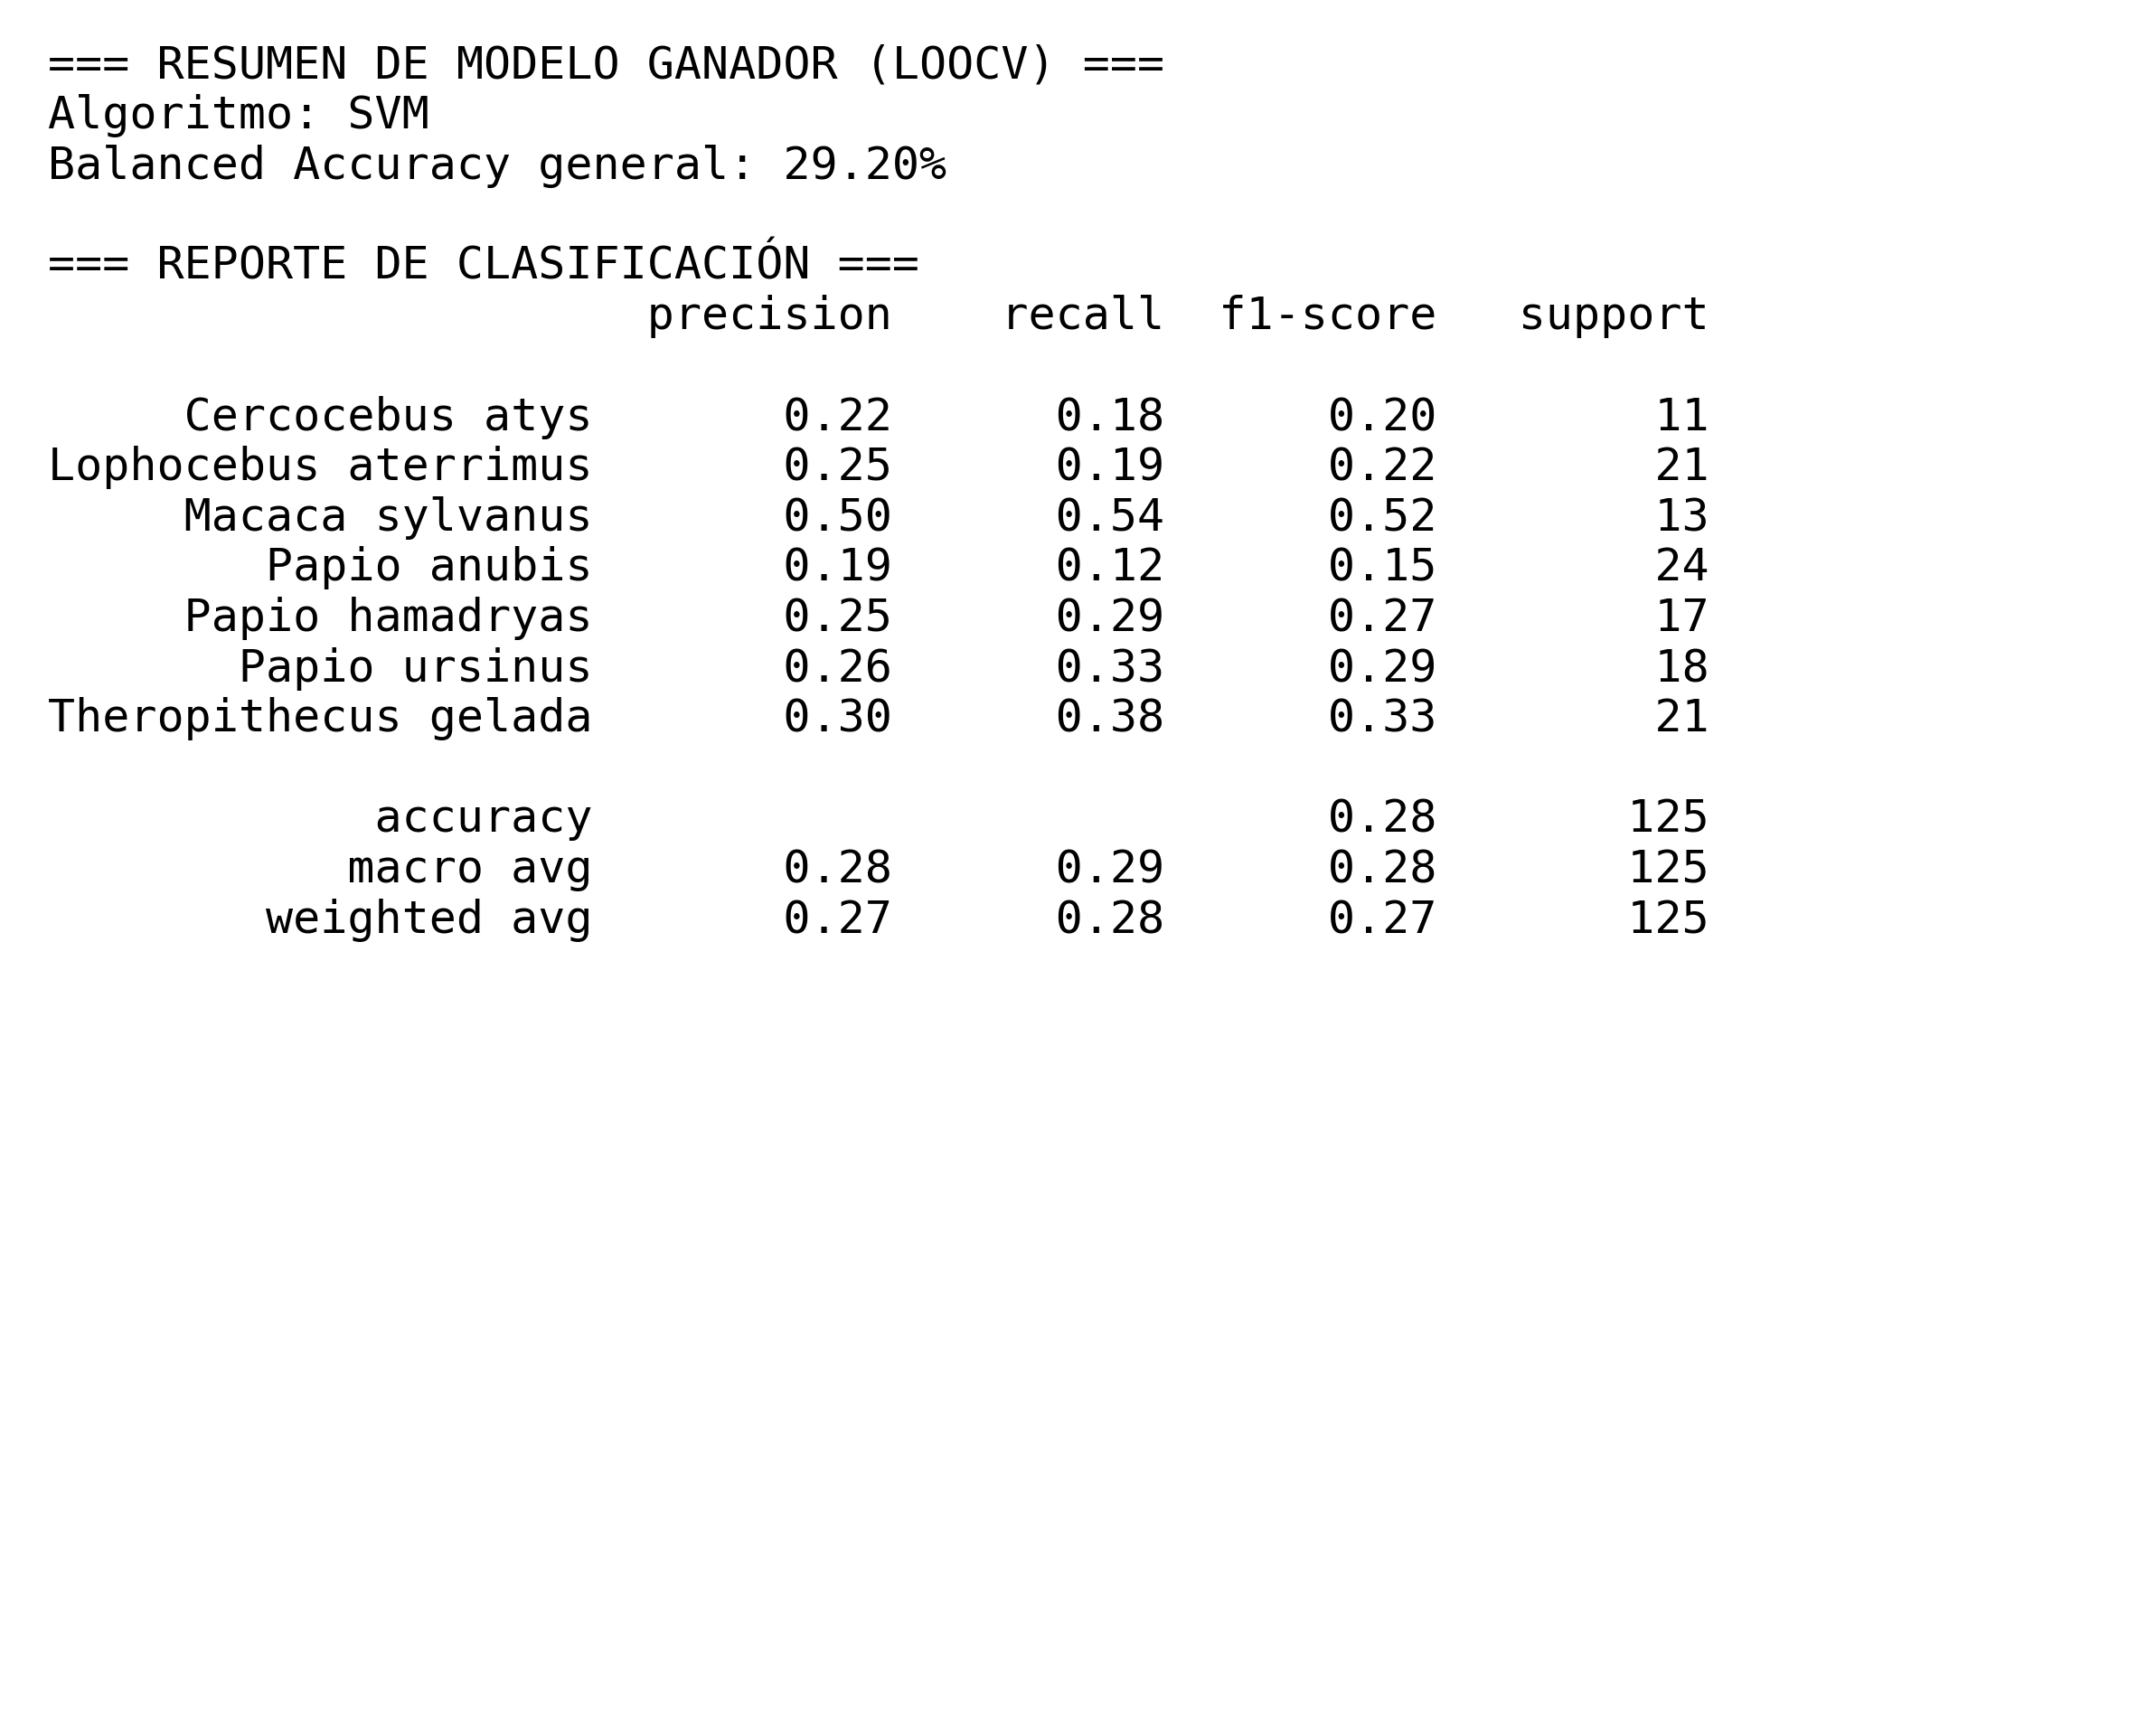 === RESUMEN DE MODELO GANADOR (LOOCV) ===
Algoritmo: SVM
Balanced Accuracy general: 29.20%
=== REPORTE DE CLASIFICACIÓN ===
precision recall f1-score support
Cercocebus atys 0.22 0.18 0.20 11
Lophocebus aterrimus 0.25 0.19 0.22 21
Macaca sylvanus 0.50 0.54 0.52 13
Papio anubis 0.19 0.12 0.15 24
Papio hamadryas 0.25 0.29 0.27 17
Papio ursinus 0.26 0.33 0.29 18
Theropithecus gelada 0.30 0.38 0.33 21
accuracy 0.28 125
macro avg 0.28 0.29 0.28 125
weighted avg 0.27 0.28 0.27 125